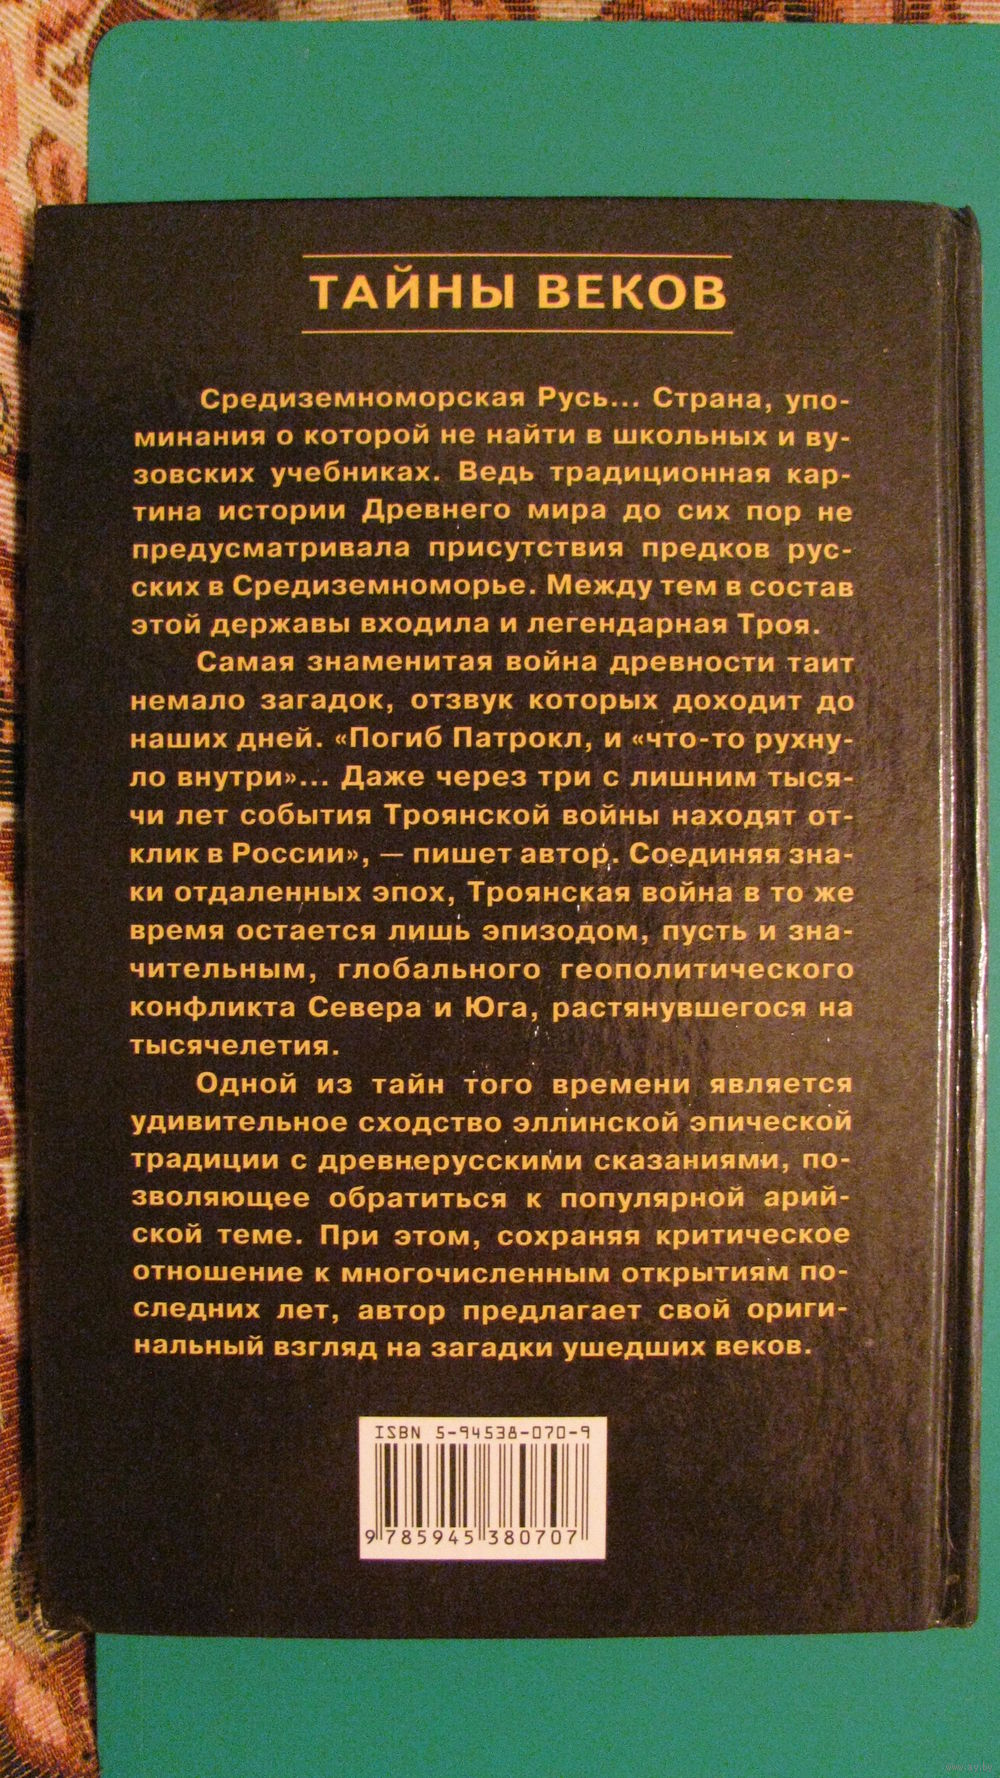 ТАЙНЫ ВЕКОВ
Средиземноморская Русь... Страна, упо-
минания о которой не найти в школьных и ву-
зовских учебниках. Ведь традиционная кар-
тина истории Древнего мира до сих пор не
предусматривала присутствия предков рус-
ских в Средиземноморье. Между тем в состав
этой державы входила и легендарная Троя.
Самая знаменитая война древности таит
немало загадок, отзвук которых доходит до
наших дней. «Погиб Патрокл, и «что-то рухну-
ло внутри»... Даже через три с лишним тыся-
чи лет события Троянской войны находят от-
клик в России», — пишет автор. Соединяя зна-
ки отдаленных эпох, Троянская война в то же
время остается лишь эпизодом, пусть и зна-
чительным, глобального геополитического
конфликта Севера и Юга, растянувшегося на
тысячелетия.
Одной из тайн того времени является
удивительное сходство эллинской эпической
традиции с древнерусскими сказаниями, по-
зволяющее обратиться к популярной арий-
ской теме. При этом, сохраняя критическое
отношение к многочисленным открытиям по-
следних лет, автор предлагает свой ориги-
нальный взгляд на загадки ушедших веков.
ISBN 5-94538-070-9
9 785945 380707